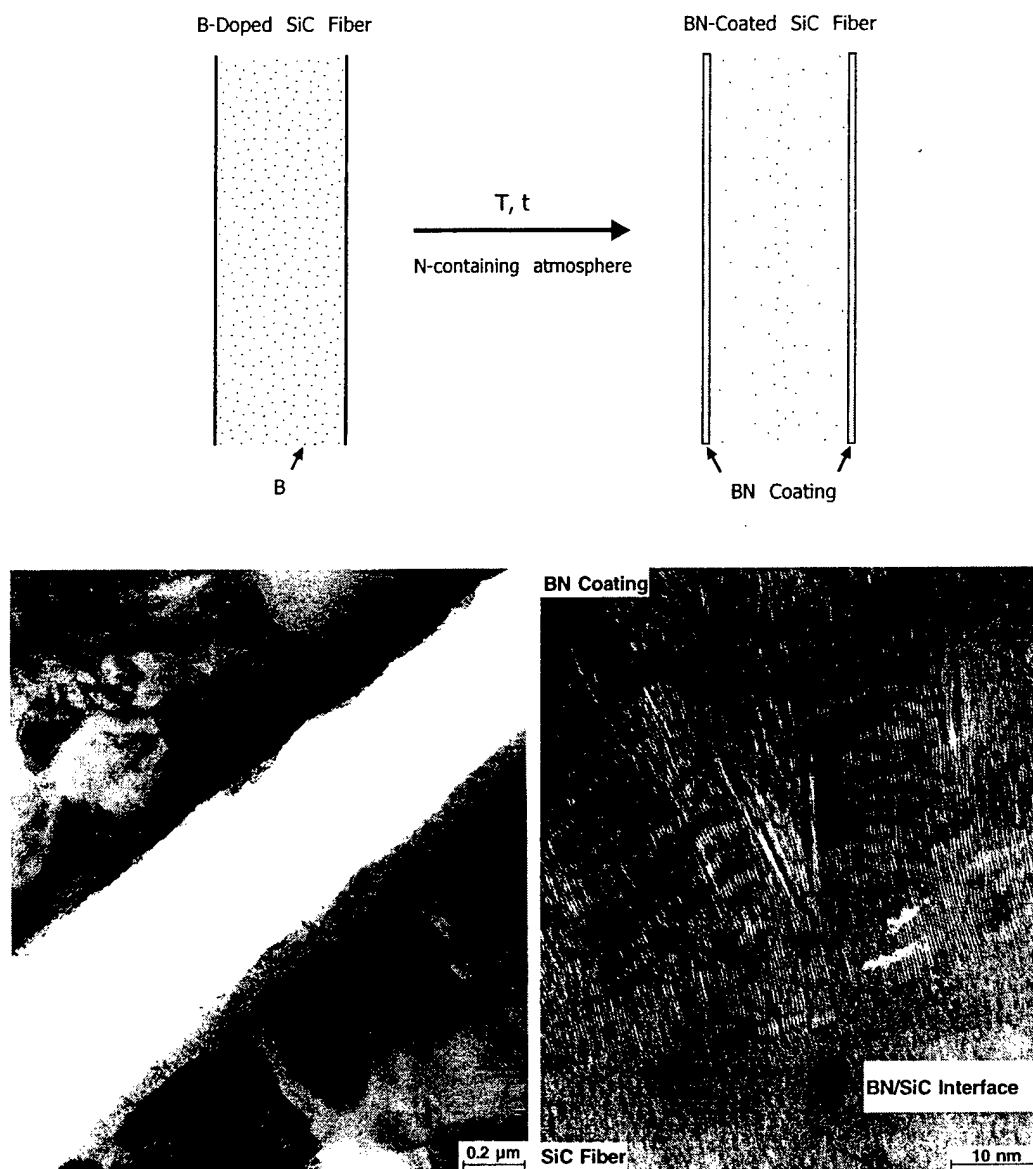 B-Doped SiC Fiber
BN-Coated SiC Fiber
T, t
N-containing atmosphere
B
BN Coating
BN Coating
0.2 µm
SiC Fiber
BN/SiC Interface
10 nm